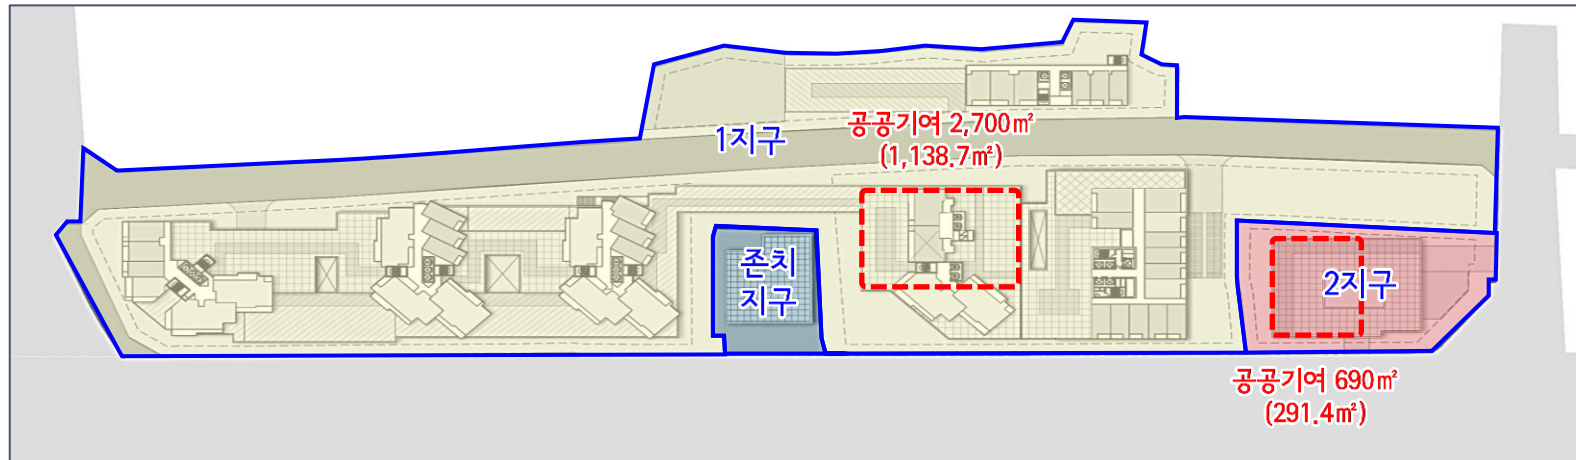 1지구
공공기여 2,700㎡
(1,138.7㎡)
존치
지구
2지구
공공기여 690㎡
(291.4㎡)